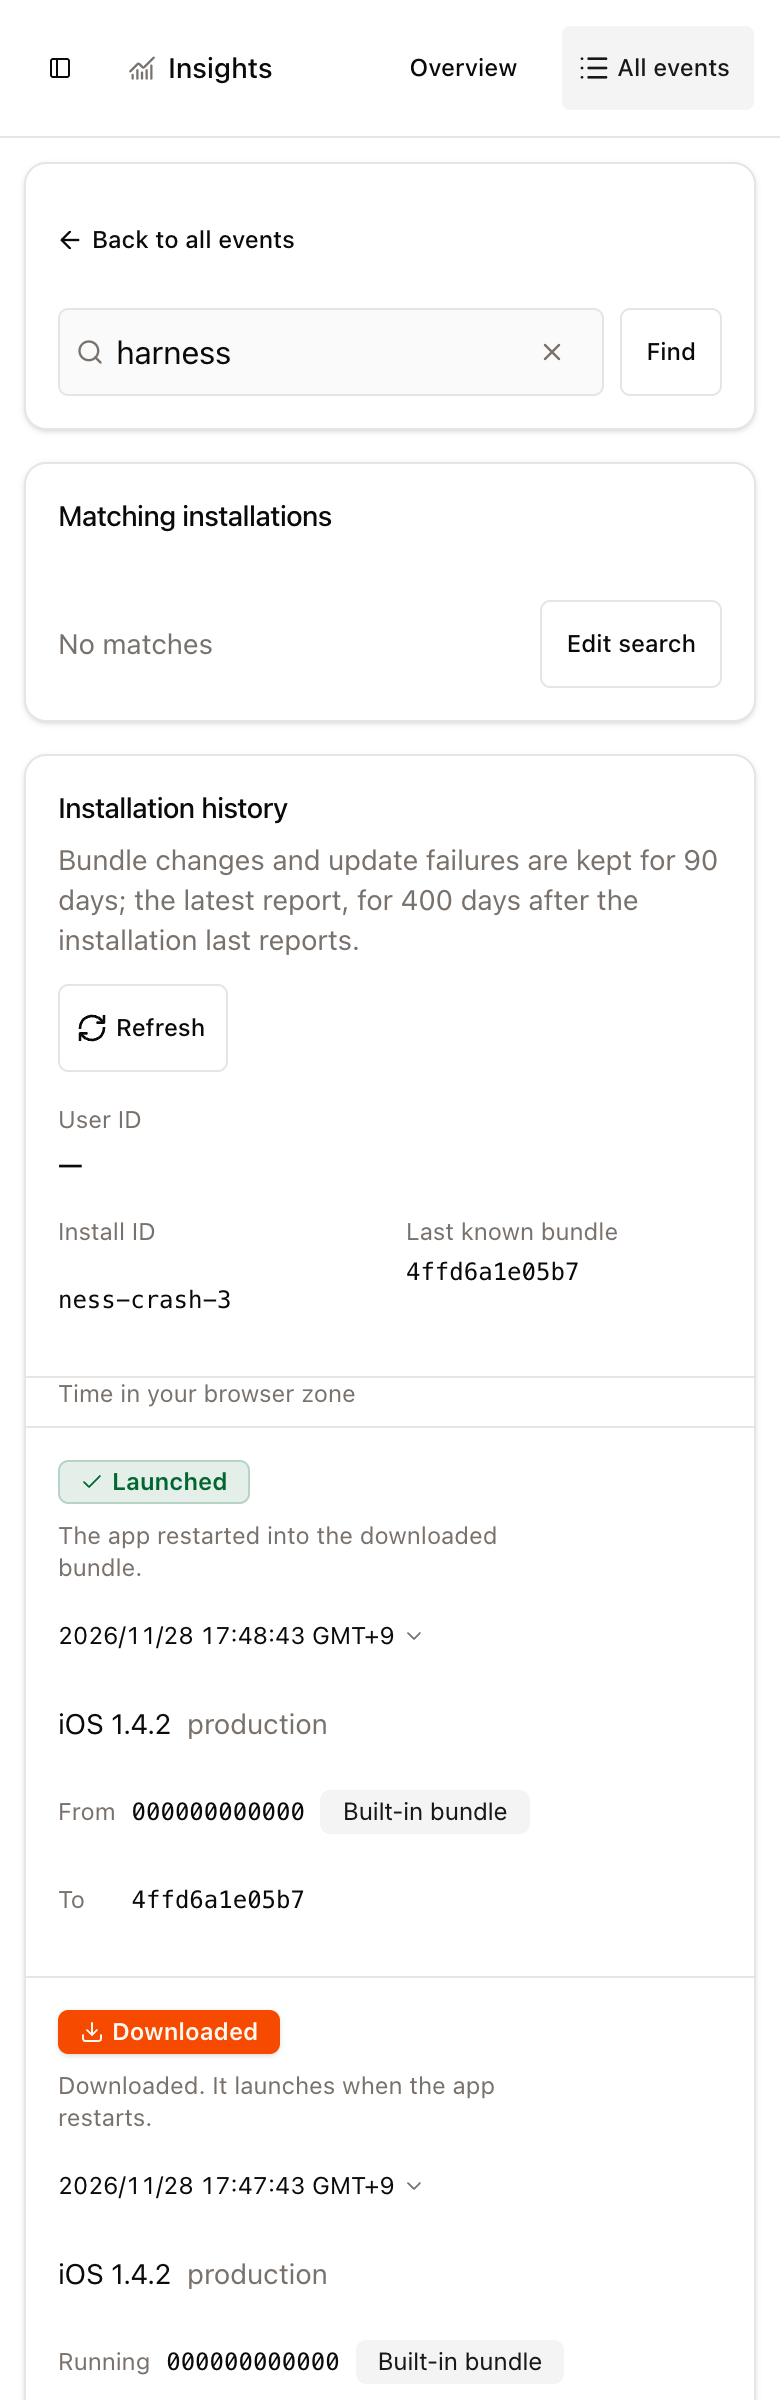 Insights
Overview
All events
Back to all events
harness
Find
Matching installations
No matches
Edit search
Installation history
Bundle changes and update failures are kept for 90
days; the latest report, for 400 days after the
installation last reports.
Refresh
User ID
—
Install ID
Last known bundle
4ffd6a1e05b7
ness-crash-3
Time in your browser zone
Launched
The app restarted into the downloaded
bundle.
2026/11/28 17:48:43 GMT+9
iOS 1.4.2 production
From 000000000000 Built-in bundle
To 4ffd6a1e05b7
Downloaded
Downloaded. It launches when the app
restarts.
2026/11/28 17:47:43 GMT+9
iOS 1.4.2 production
Running 000000000000 Built-in bundle